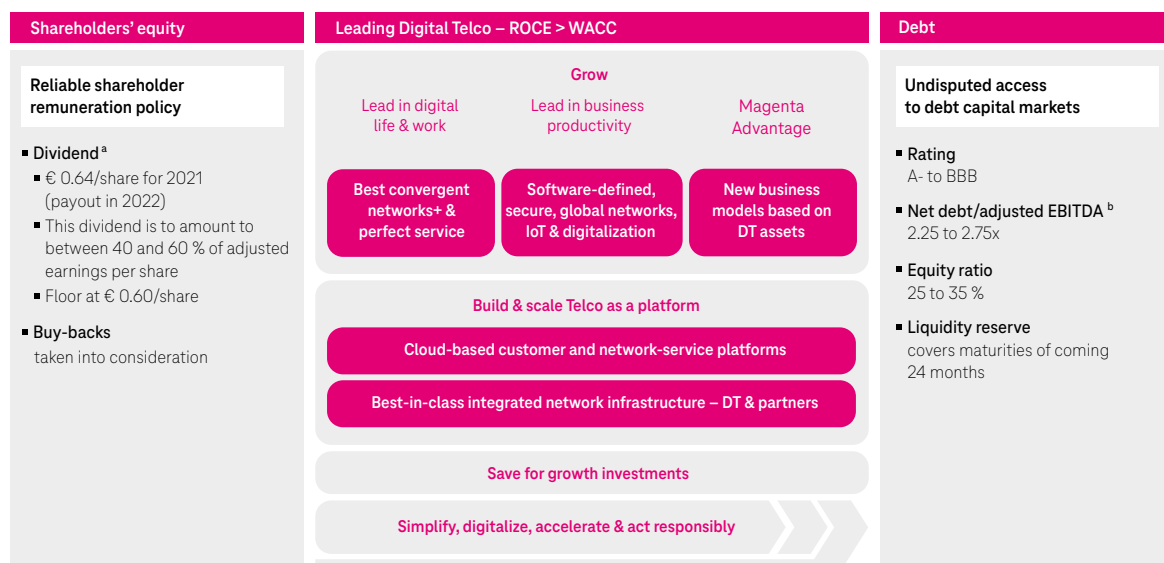 Shareholders’ equity
Reliable shareholder
remuneration policy
▪ Dividend ᵃ
▪ € 0.64/share for 2021
(payout in 2022)
▪ This dividend is to amount to
between 40 and 60 % of adjusted
earnings per share
▪ Floor at € 0.60/share
▪ Buy-backs
taken into consideration
Leading Digital Telco – ROCE > WACC
Grow
Lead in digital
life & work
Lead in business
productivity
Magenta
Advantage
Best convergent
networks+ &
perfect service
Software-defined,
secure, global networks,
IoT & digitalization
New business
models based on
DT assets
Build & scale Telco as a platform
Cloud-based customer and network-service platforms
Best-in-class integrated network infrastructure – DT & partners
Save for growth investments
Simplify, digitalize, accelerate & act responsibly
Debt
Undisputed access
to debt capital markets
▪ Rating
A- to BBB
▪ Net debt/adjusted EBITDA ᵇ
2.25 to 2.75x
▪ Equity ratio
25 to 35 %
▪ Liquidity reserve
covers maturities of coming
24 months